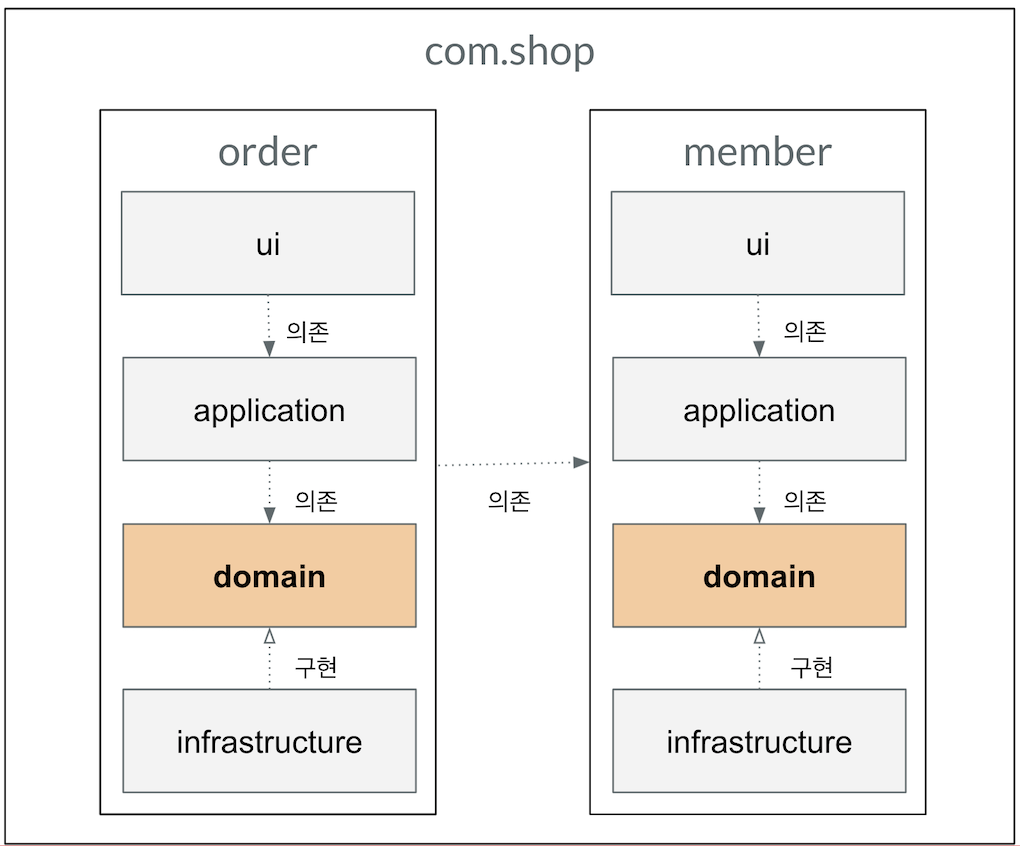 com.shop
order
ui
의존
application
의존
domain
구현
infrastructure
의존
member
ui
의존
application
의존
domain
구현
infrastructure